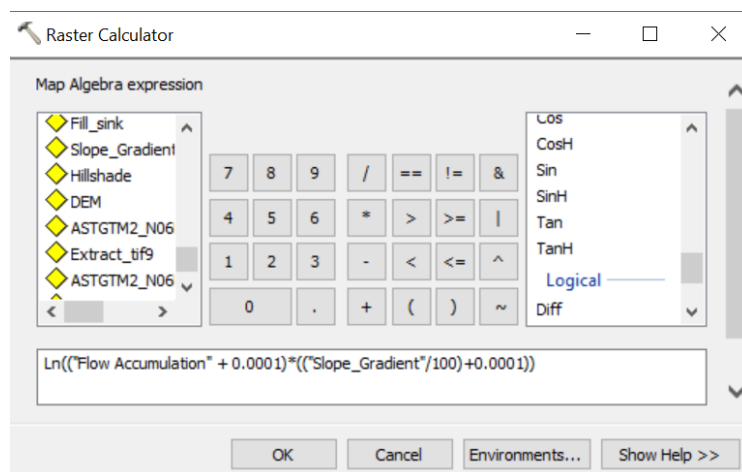 Raster Calculator
Map Algebra expression
Fill_sink
Slope_Gradient
Hillshade
DEM
ASTGTM2_N06
Extract_tif9
ASTGTM2_N06
7 8 9 / == != &
4 5 6 * > >= |
1 2 3 - < <= ^
0 . + ( ) ~
Cos
CosH
Sin
SinH
Tan
TanH
Logical
Diff
Ln(("Flow Accumulation" + 0.0001)*(("Slope_Gradient"/100)+0.0001))
OK Cancel Environments... Show Help >>